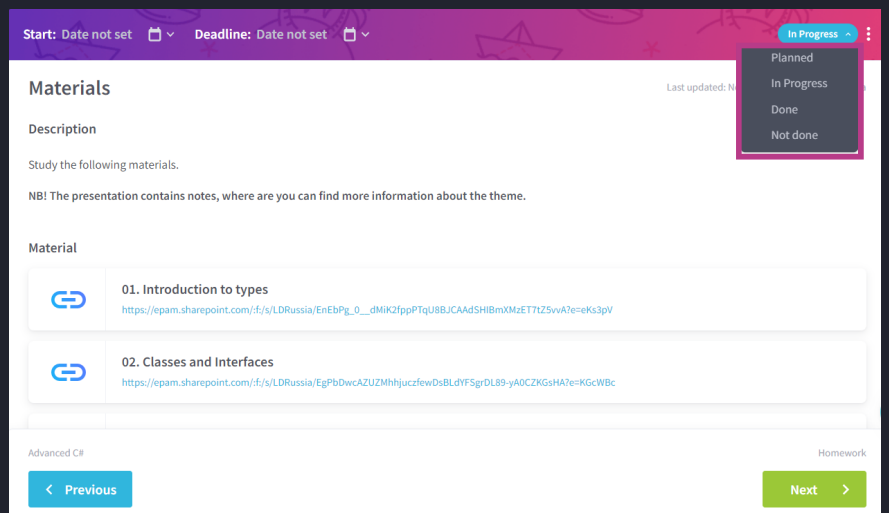 Start: Date not set Deadline: Date not set In Progress
Planned
In Progress
Done
Not done
Materials
Last updated:
Description
Study the following materials.
NB! The presentation contains notes, where are you can find more information about the theme.
Material
01. Introduction to types
https://epam.sharepoint.com/:f:/s/LDRussia/EnEbPg_0__dMiK2fppPTqU8BJCAAdSHIBmXMzET7tZ5vvA?e=eKs3pV
02. Classes and Interfaces
https://epam.sharepoint.com/:f:/s/LDRussia/EgPbDwcAZUZMhhjuczfewDsBLdYFSgrDL89-yA0CZKGsHA?e=KGcWBc
Advanced C# Homework
Previous Next